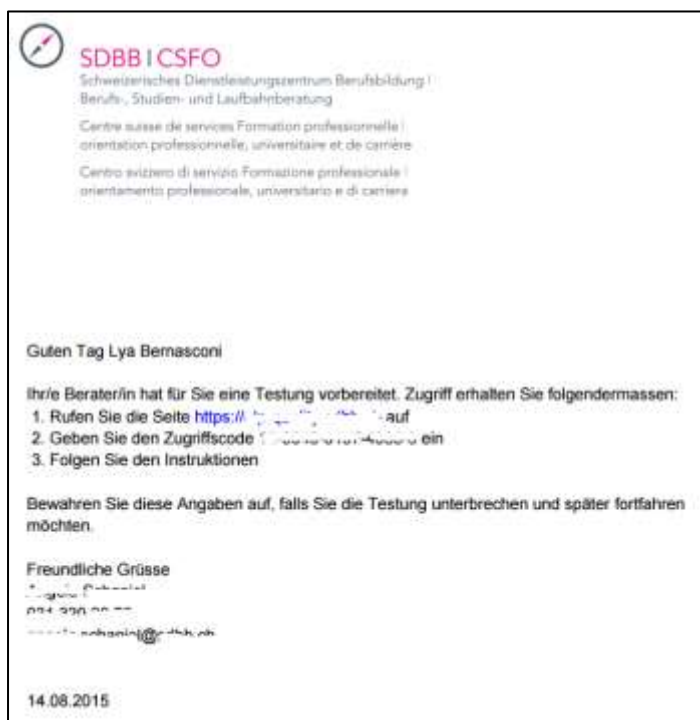 SDBB | CSFO
Schweizerisches Dienstleistungszentrum Berufsbildung |
Berufs-, Studien- und Laufbahnberatung
Centre suisse de services Formation professionnelle |
orientation professionnelle, universitaire et de carrière
Centro svizzero di servizio Formazione professionale |
orientamento professionale, universitario e di carriera
Guten Tag Lya Bernasconi
Ihr/e Berater/in hat für Sie eine Testung vorbereitet. Zugriff erhalten Sie folgendermassen:
1. Rufen Sie die Seite https:// auf
2. Geben Sie den Zugriffscode ein
3. Folgen Sie den Instruktionen
Bewahren Sie diese Angaben auf, falls Sie die Testung unterbrechen und später fortfahren
möchten.
Freundliche Grüsse
14.08.2015